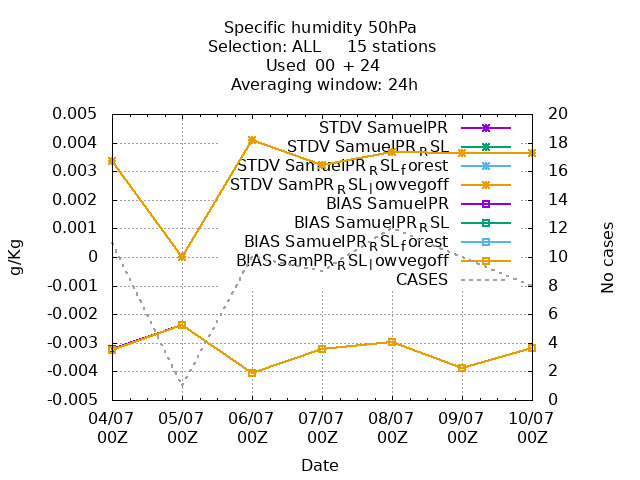 Specific humidity 50hPa
Selection: ALL     15 stations
Used  00  + 24
Averaging window: 24h
0.005
0.004
0.003
0.002
0.001
0
-0.001
-0.002
-0.003
-0.004
-0.005
g/Kg
STDV SamuelPR
STDV SamuelPR_RSL
STDV SamuelPR_RSL_forest
STDV SamPR_RSL_lowvegoff
BIAS SamuelPR
BIAS SamuelPR_RSL
BIAS SamuelPR_RSL_forest
BIAS SamPR_RSL_lowvegoff
CASES
20
18
16
14
12
10
8
6
4
2
0
No cases
04/07 05/07 06/07 07/07 08/07 09/07 10/07
00Z 00Z 00Z 00Z 00Z 00Z 00Z
Date